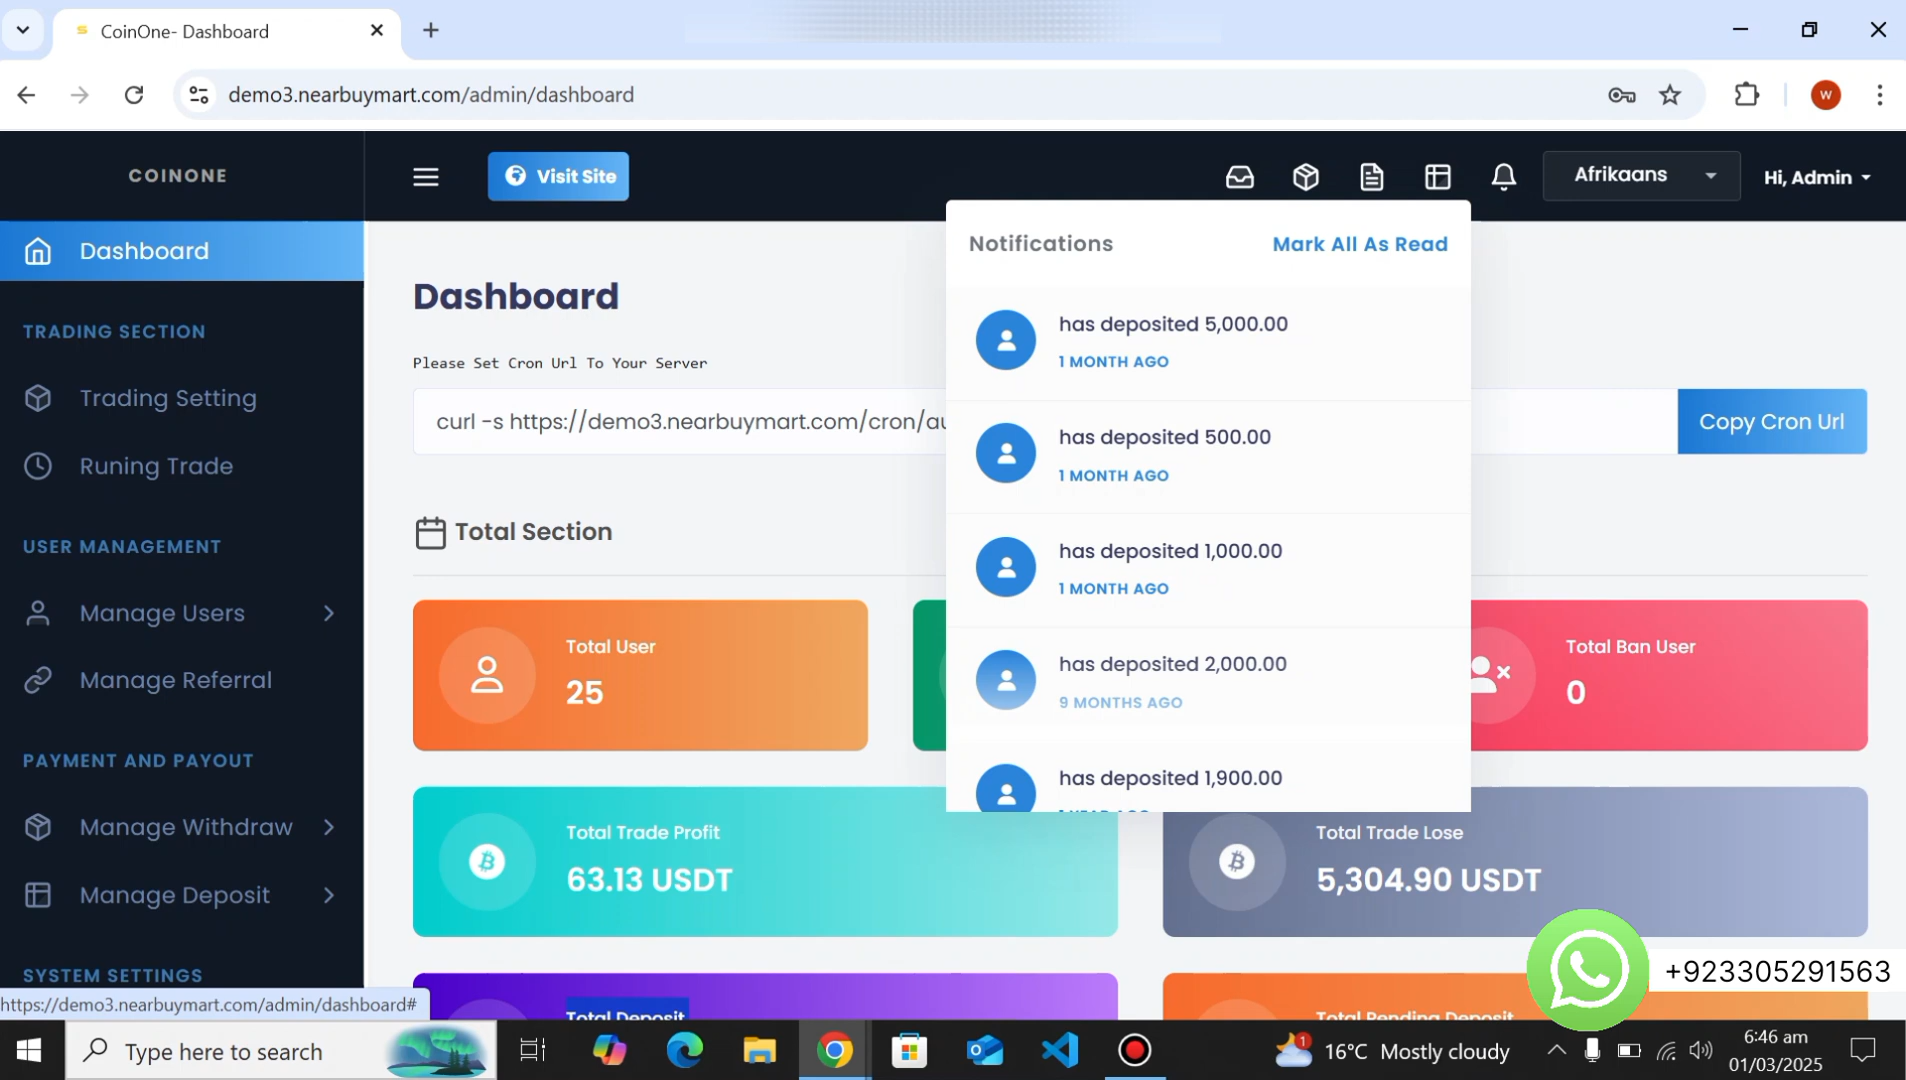 CoinOne- Dashboard
demo3.nearbuymart.com/admin/dashboard
W
COINONE
Visit Site
Afrikaans
Hi, Admin
Dashboard
TRADING SECTION
Trading Setting
Runing Trade
USER MANAGEMENT
Manage Users
Manage Referral
PAYMENT AND PAYOUT
Manage Withdraw
Manage Deposit
SYSTEM SETTINGS
https://demo3.nearbuymart.com/admin/dashboard#
Dashboard
Please Set Cron Url To Your Server
curl -s https://demo3.nearbuymart.com/cron/
Copy Cron Url
Total Section
Total User
25
Total Ban User
0
Total Trade Profit
63.13 USDT
Total Trade Lose
5,304.90 USDT
Total Deposit
Total Pending Deposit
Notifications
Mark All As Read
has deposited 5,000.00
1 MONTH AGO
has deposited 500.00
1 MONTH AGO
has deposited 1,000.00
1 MONTH AGO
has deposited 2,000.00
9 MONTHS AGO
has deposited 1,900.00
+923305291563
Type here to search
1
16°C Mostly cloudy
6:46 am
01/03/2025